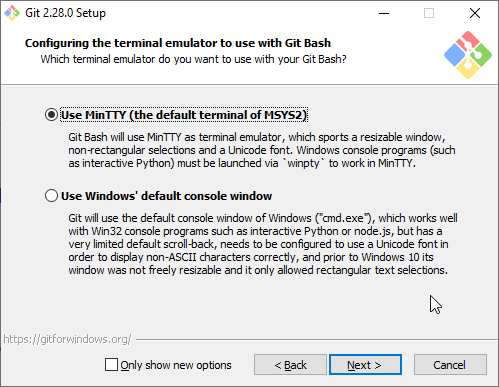 Git 2.28.0 Setup
Configuring the terminal emulator to use with Git Bash
Which terminal emulator do you want to use with your Git Bash?
Use MinTTY (the default terminal of MSYS2)
Git Bash will use MinTTY as terminal emulator, which sports a resizable window,
non-rectangular selections and a Unicode font. Windows console programs (such
as interactive Python) must be launched via `winpty` to work in MinTTY.
Use Windows' default console window
Git will use the default console window of Windows ("cmd.exe"), which works well
with Win32 console programs such as interactive Python or node.js, but has a
very limited default scroll-back, needs to be configured to use a Unicode font in
order to display non-ASCII characters correctly, and prior to Windows 10 its
window was not freely resizable and it only allowed rectangular text selections.
https://gitforwindows.org/
Only show new options
< Back
Next >
Cancel